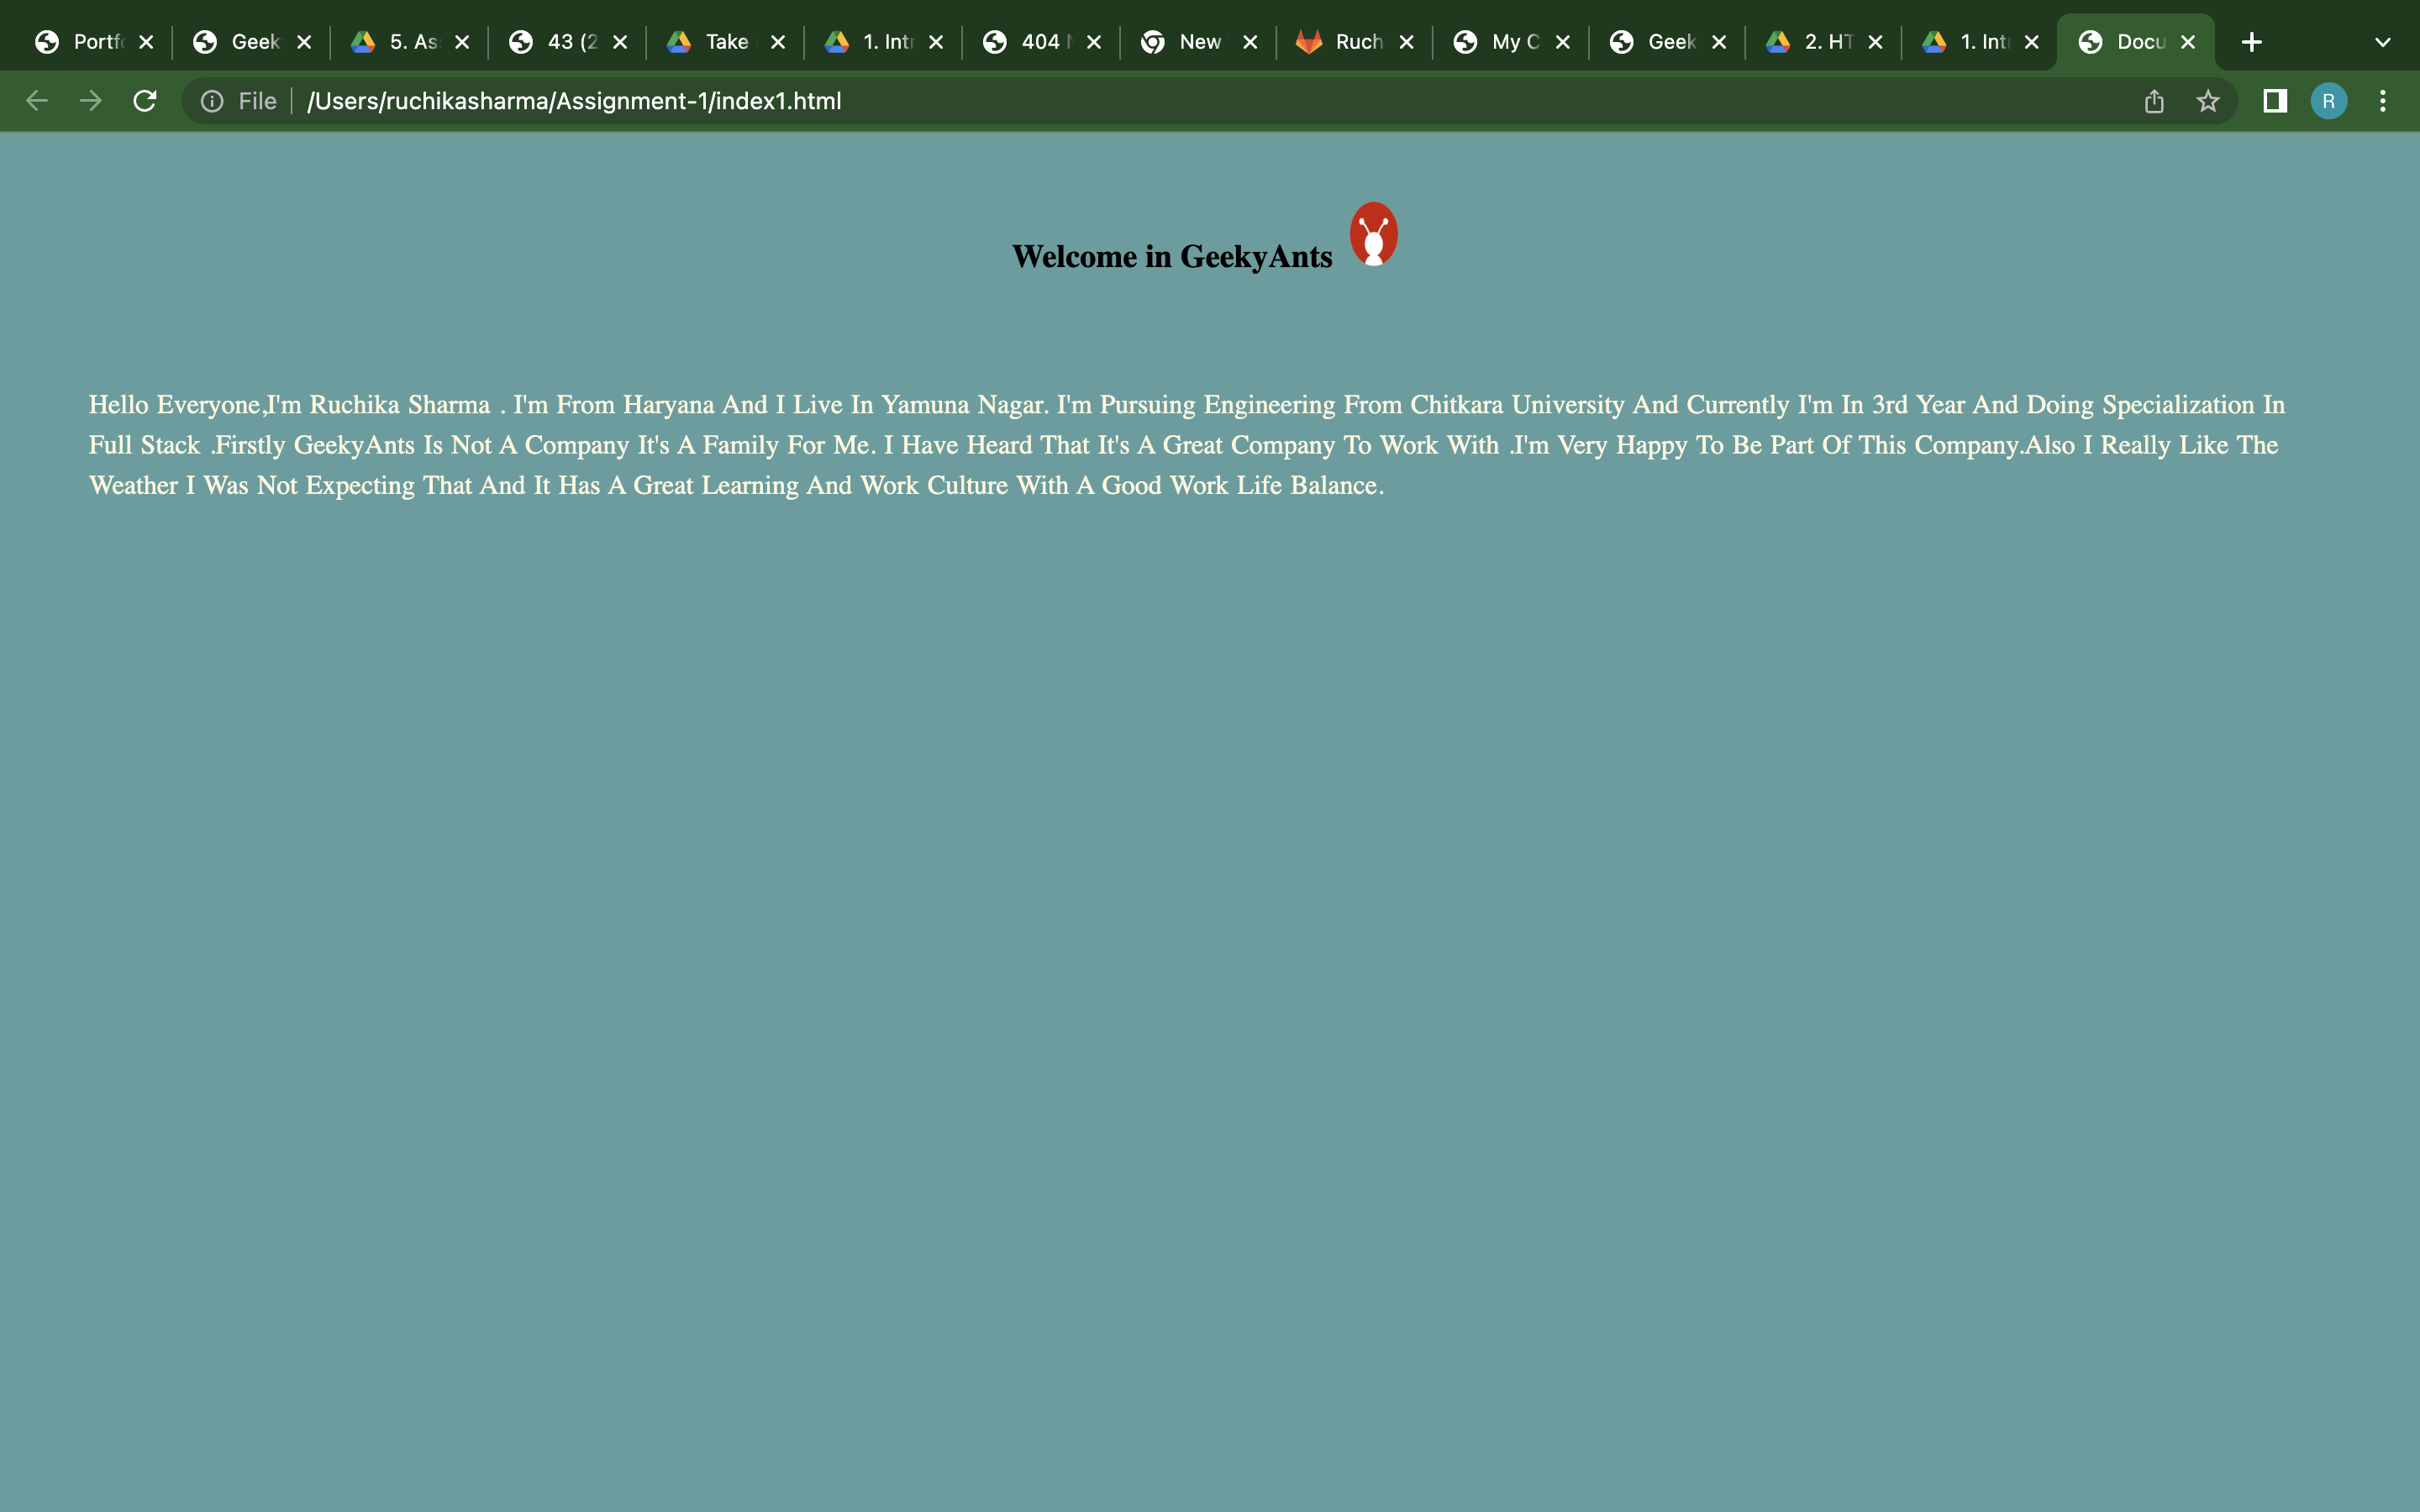 Portfo Geeky 5. Ass 43 (2 Take 1. Intr 404 N New Ruch My C Geek 2. HT 1. Int Docu
File /Users/ruchikasharma/Assignment-1/index1.html R
Welcome in GeekyAnts
Hello Everyone,I'm Ruchika Sharma . I'm From Haryana And I Live In Yamuna Nagar. I'm Pursuing Engineering From Chitkara University And Currently I'm In 3rd Year And Doing Specialization In
Full Stack .Firstly GeekyAnts Is Not A Company It's A Family For Me. I Have Heard That It's A Great Company To Work With .I'm Very Happy To Be Part Of This Company.Also I Really Like The
Weather I Was Not Expecting That And It Has A Great Learning And Work Culture With A Good Work Life Balance.